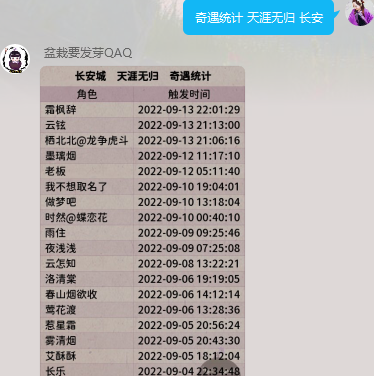 奇遇统计 天涯无归 长安
盆栽要发芽QAQ
长安城 天涯无归 奇遇统计
角色 触发时间
霜枫辞 2022-09-13 22:01:29
云铉 2022-09-13 21:13:00
栖北北@龙争虎斗 2022-09-13 21:06:16
墨璃烟 2022-09-12 11:17:10
老板 2022-09-12 05:11:40
我不想取名了 2022-09-10 19:04:01
做梦吧 2022-09-10 13:18:04
时然@蝶恋花 2022-09-10 00:40:10
雨住 2022-09-09 09:25:46
夜浅浅 2022-09-09 07:25:08
云怎知 2022-09-08 13:22:21
洛清棠 2022-09-06 19:19:05
春山烟欲收 2022-09-06 14:12:14
莺花渡 2022-09-06 13:28:36
惹星霜 2022-09-05 20:56:24
雾清烟 2022-09-05 20:43:30
艾酥酥 2022-09-05 18:12:04
长乐 2022-09-04 22:34:48